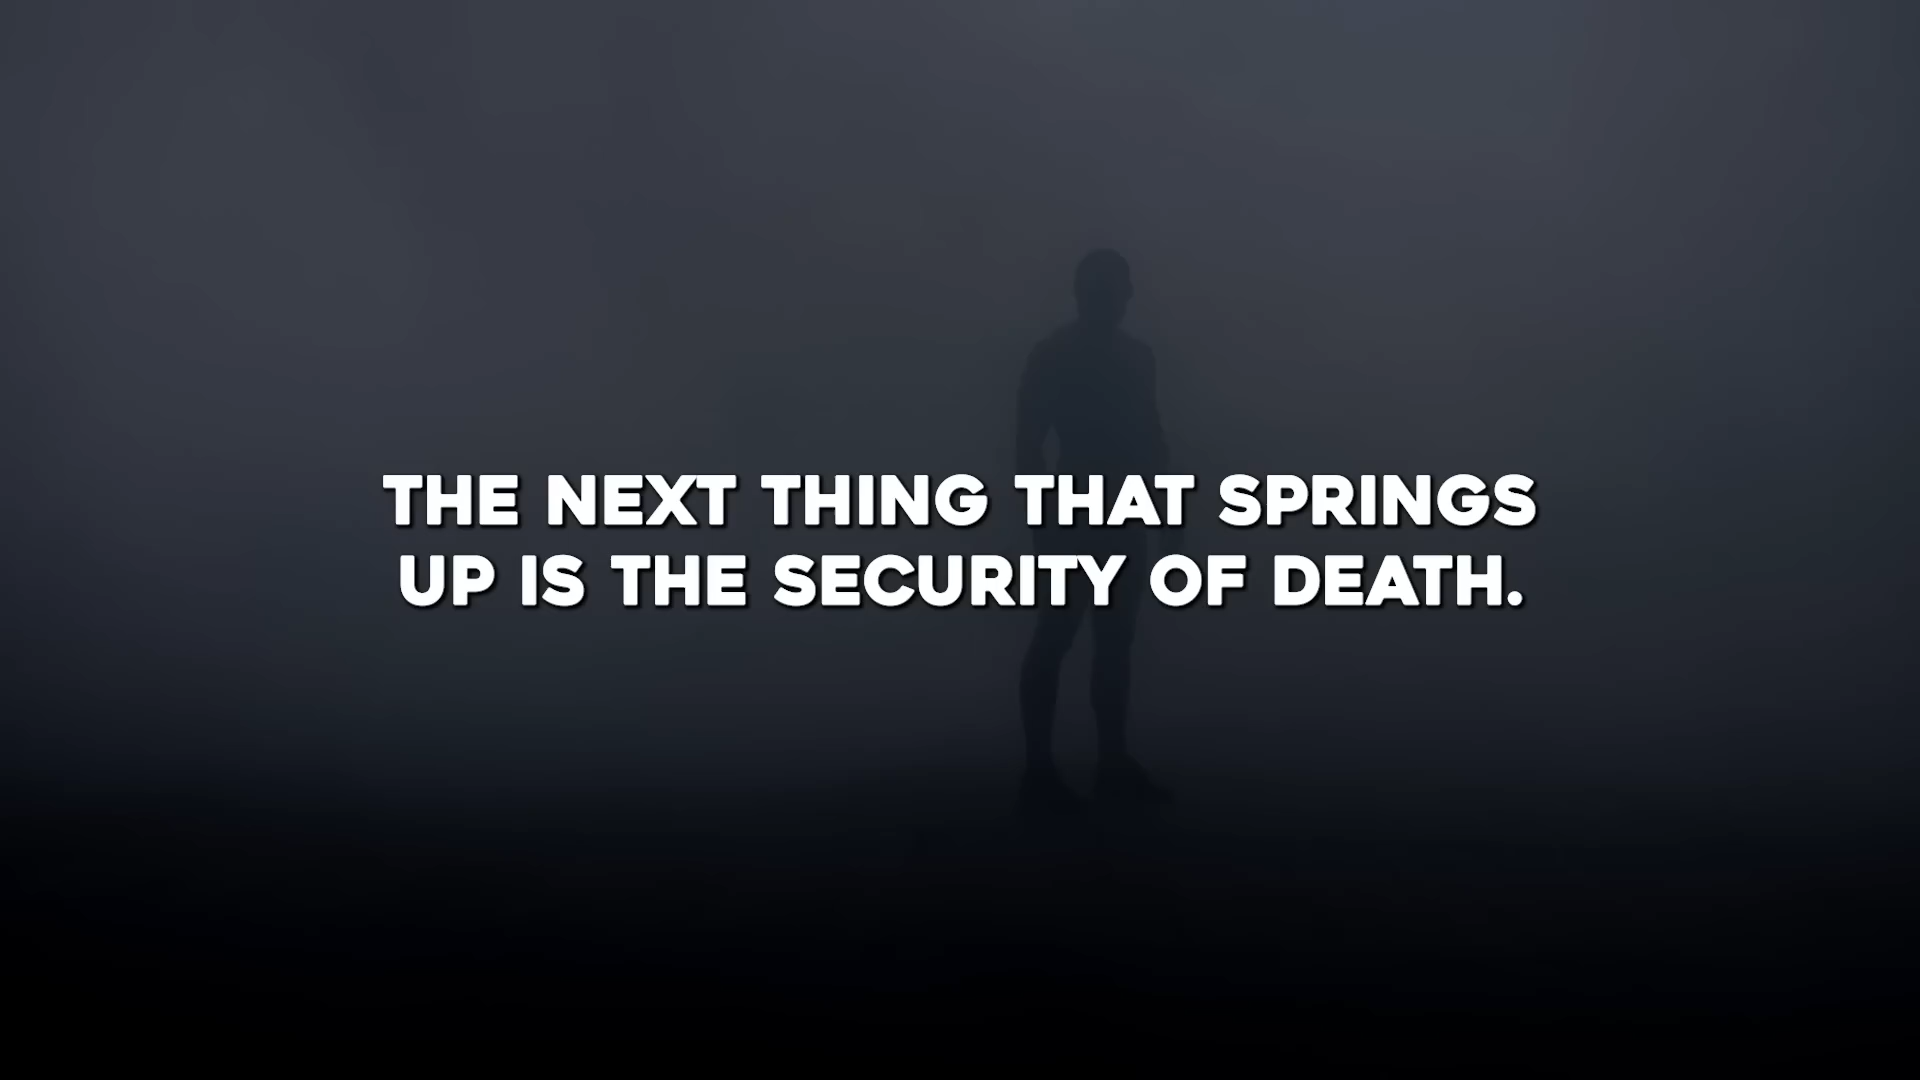 THE NEXT THING THAT SPRINGS
UP IS THE SECURITY OF DEATH.